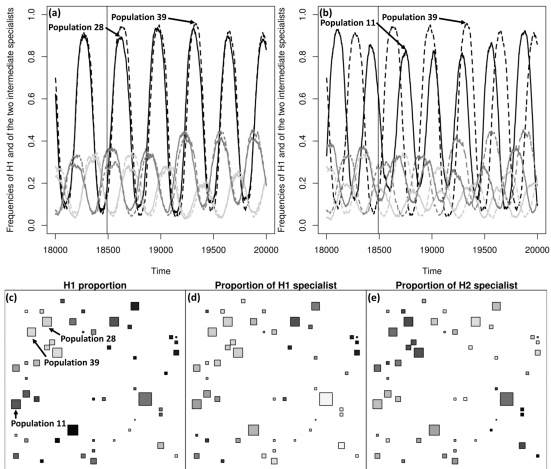 (a)
Population 28
Population 39
Frequencies of H1 and of the two intermediate specialists
0.0
0.2
0.4
0.6
0.8
1.0
18000
18500
19000
19500
20000
Time
(b)
Population 11
Population 39
Frequencies of H1 and of the two intermediate specialists
0.0
0.2
0.4
0.6
0.8
1.0
18000
18500
19000
19500
20000
Time
H1 proportion
(c)
Population 28
Population 39
Population 11
Proportion of H1 specialist
(d)
Proportion of H2 specialist
(e)